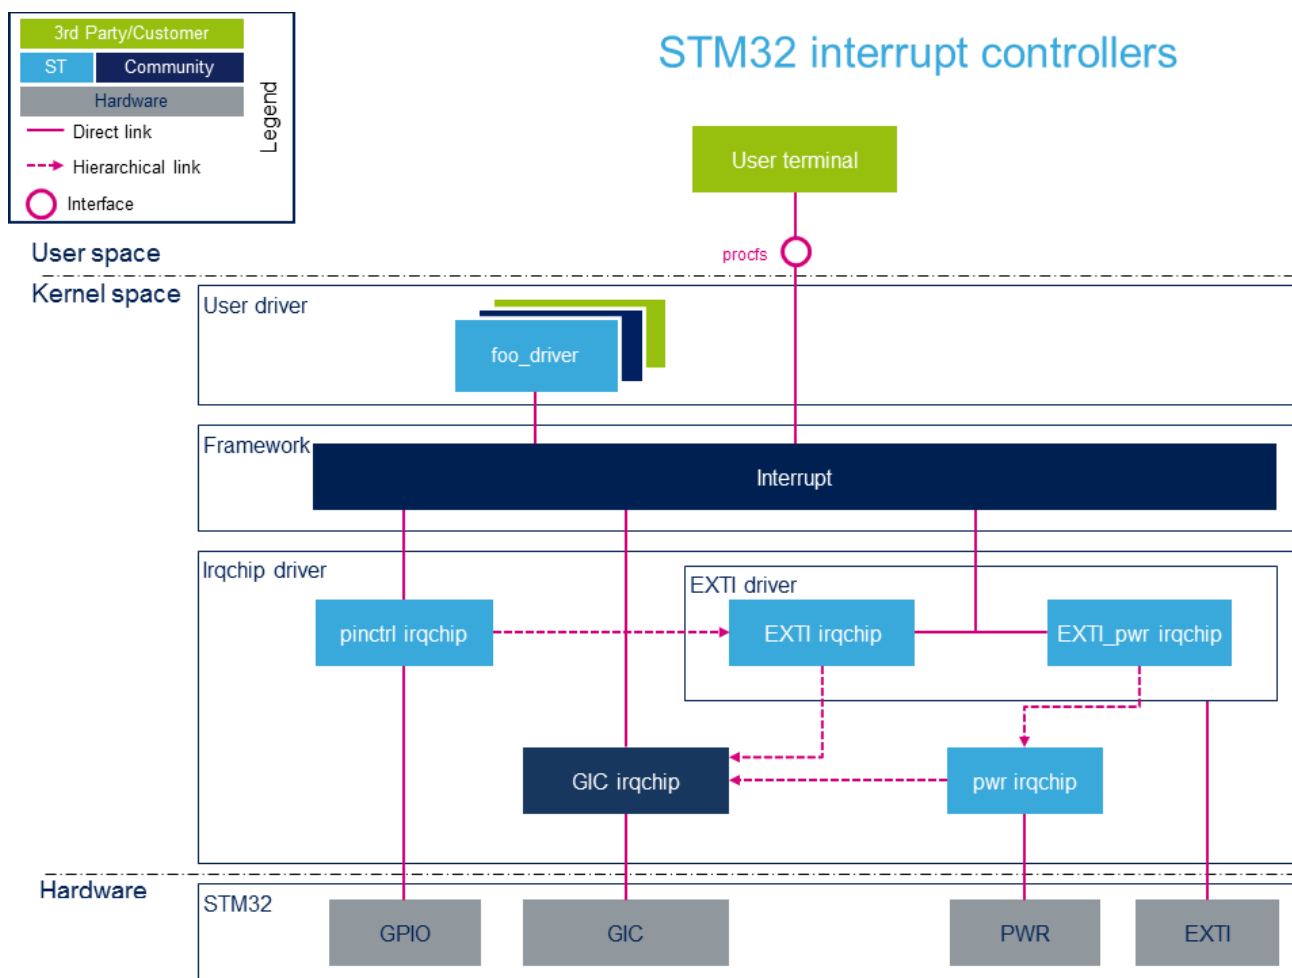 3rd Party/Customer
ST
Community
Hardware
Direct link
Hierarchical link
Interface
Legend
STM32 interrupt controllers
User terminal
procfs
User space
Kernel space
User driver
foo_driver
Framework
Interrupt
Irqchip driver
EXTI driver
pinctrl irqchip
EXTI irqchip
EXTI_pwr irqchip
GIC irqchip
pwr irqchip
Hardware
STM32
GPIO
GIC
PWR
EXTI